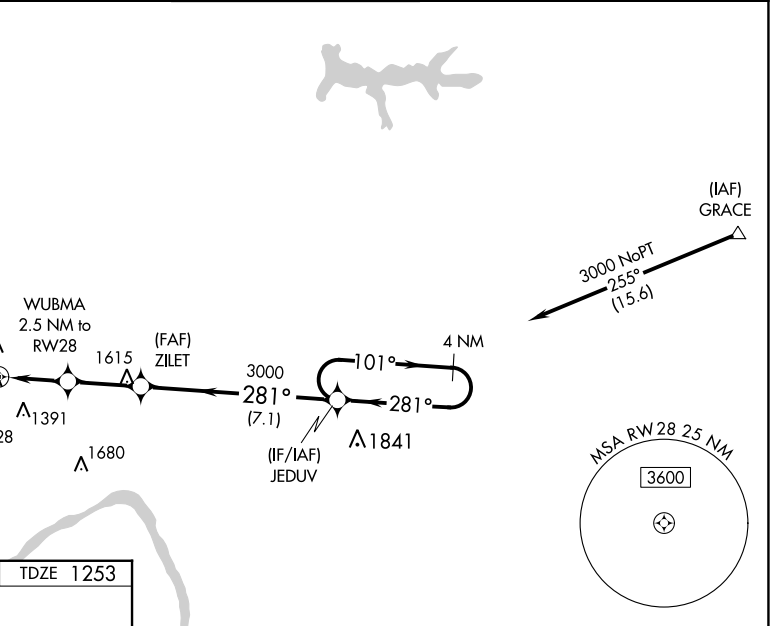 (IAF)
GRACE
3000 NoPT
255°
(15.6)
WUBMA
2.5 NM to
RW28
(FAF)
ZILET
1615
4 NM
101°
3000
281°
(7.1)
281°
1391
28
1680
(IF/IAF)
JEDUV
1841
MSA RW28 25 NM
3600
TDZE 1253